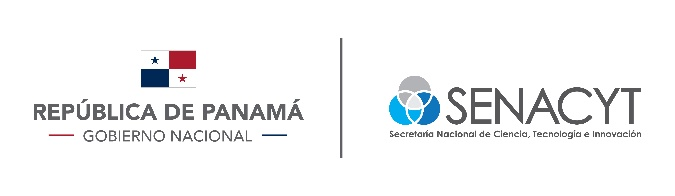 REPÚBLICA DE PANAMÁ
GOBIERNO NACIONAL
SENACYT
Secretaría Nacional de Ciencia, Tecnología e Innovación